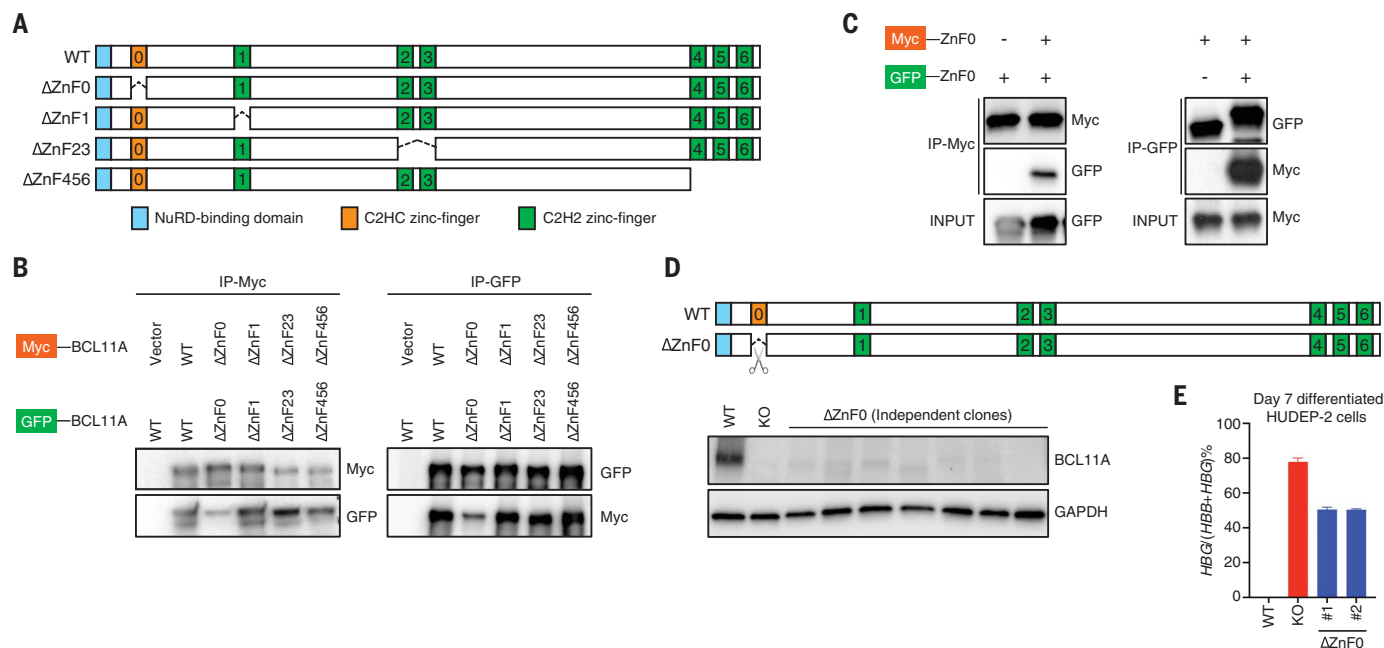 A
WT 0 1 2 3 4 5 6
ΔZnF0 1 2 3 4 5 6
ΔZnF1 0 2 3 4 5 6
ΔZnF23 0 1 4 5 6
ΔZnF456 0 1 2 3
NuRD-binding domain C2HC zinc-finger C2H2 zinc-finger
B
IP-Myc IP-GFP
Myc—BCL11A Vector WT ΔZnF0 ΔZnF1 ΔZnF23 ΔZnF456 Vector WT ΔZnF0 ΔZnF1 ΔZnF23 ΔZnF456
GFP—BCL11A WT WT ΔZnF0 ΔZnF1 ΔZnF23 ΔZnF456 WT WT ΔZnF0 ΔZnF1 ΔZnF23 ΔZnF456
Myc GFP
GFP Myc
C
Myc—ZnF0 - + + +
GFP—ZnF0 + + - +
IP-Myc Myc IP-GFP GFP
GFP Myc
INPUT GFP INPUT Myc
D
WT 0 1 2 3 4 5 6
ΔZnF0 1 2 3 4 5 6
WT KO ΔZnF0 (Independent clones)
BCL11A
GAPDH
E
Day 7 differentiated
HUDEP-2 cells
HBG/(HBB+HBG)%
100
80
60
40
20
0
WT KO #1 #2
ΔZnF0